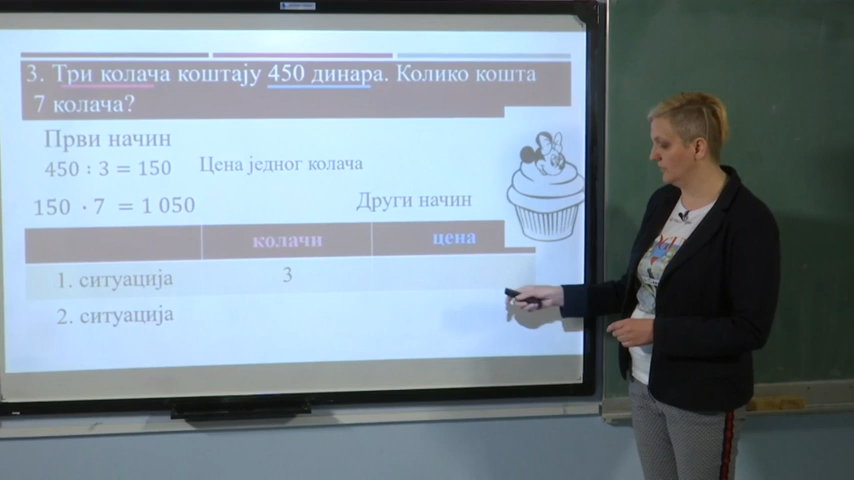 3. Три колача коштају 450 динара. Колико кошта
7 колача?
Први начин
450 : 3 = 150 Цена једног колача
150 · 7 = 1 050
Други начин
колачи цена
1. ситуација 3
2. ситуација